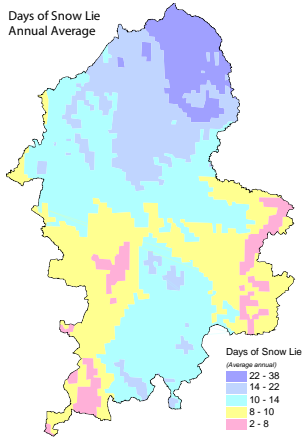 Days of Snow Lie
Annual Average
Days of Snow Lie
(Average annual)
22 - 38
14 - 22
10 - 14
8 - 10
2 - 8